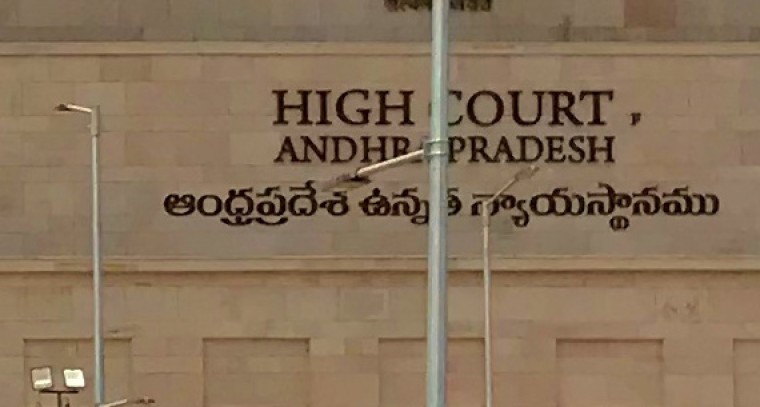 HIGH COURT
ANDHRA PRADESH
ఆంధ్రప్రదేశ్ ఉన్నత న్యాయస్థానము